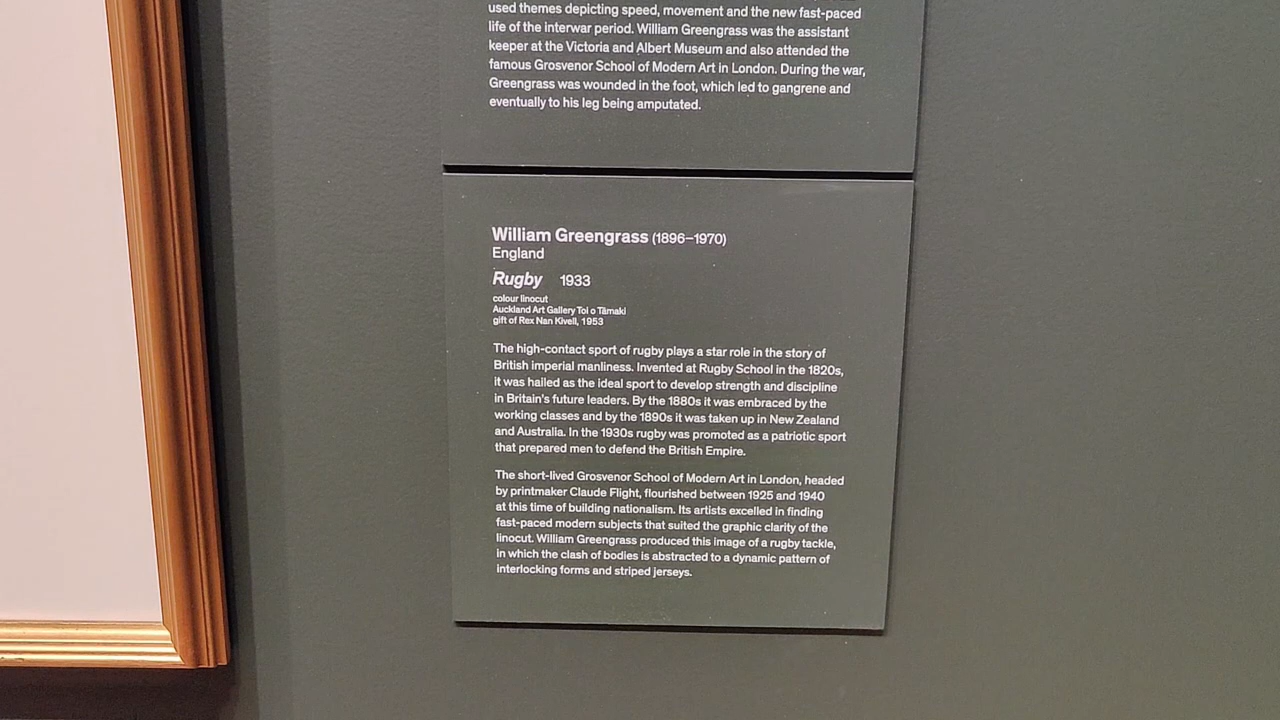 used themes depicting speed, movement and the new fast-paced
life of the interwar period. William Greengrass was the assistant
keeper at the Victoria and Albert Museum and also attended the
famous Grosvenor School of Modern Art in London. During the war,
Greengrass was wounded in the foot, which led to gangrene and
eventually to his leg being amputated.
William Greengrass (1896–1970)
England
Rugby 1933
colour linocut
Auckland Art Gallery Toi o Tāmaki
gift of Rex Nan Kivell, 1953
The high-contact sport of rugby plays a star role in the story of
British imperial manliness. Invented at Rugby School in the 1820s,
it was hailed as the ideal sport to develop strength and discipline
in Britain's future leaders. By the 1880s it was embraced by the
working classes and by the 1890s it was taken up in New Zealand
and Australia. In the 1930s rugby was promoted as a patriotic sport
that prepared men to defend the British Empire.
The short-lived Grosvenor School of Modern Art in London, headed
by printmaker Claude Flight, flourished between 1925 and 1940
at this time of building nationalism. Its artists excelled in finding
fast-paced modern subjects that suited the graphic clarity of the
linocut. William Greengrass produced this image of a rugby tackle,
in which the clash of bodies is abstracted to a dynamic pattern of
interlocking forms and striped jerseys.